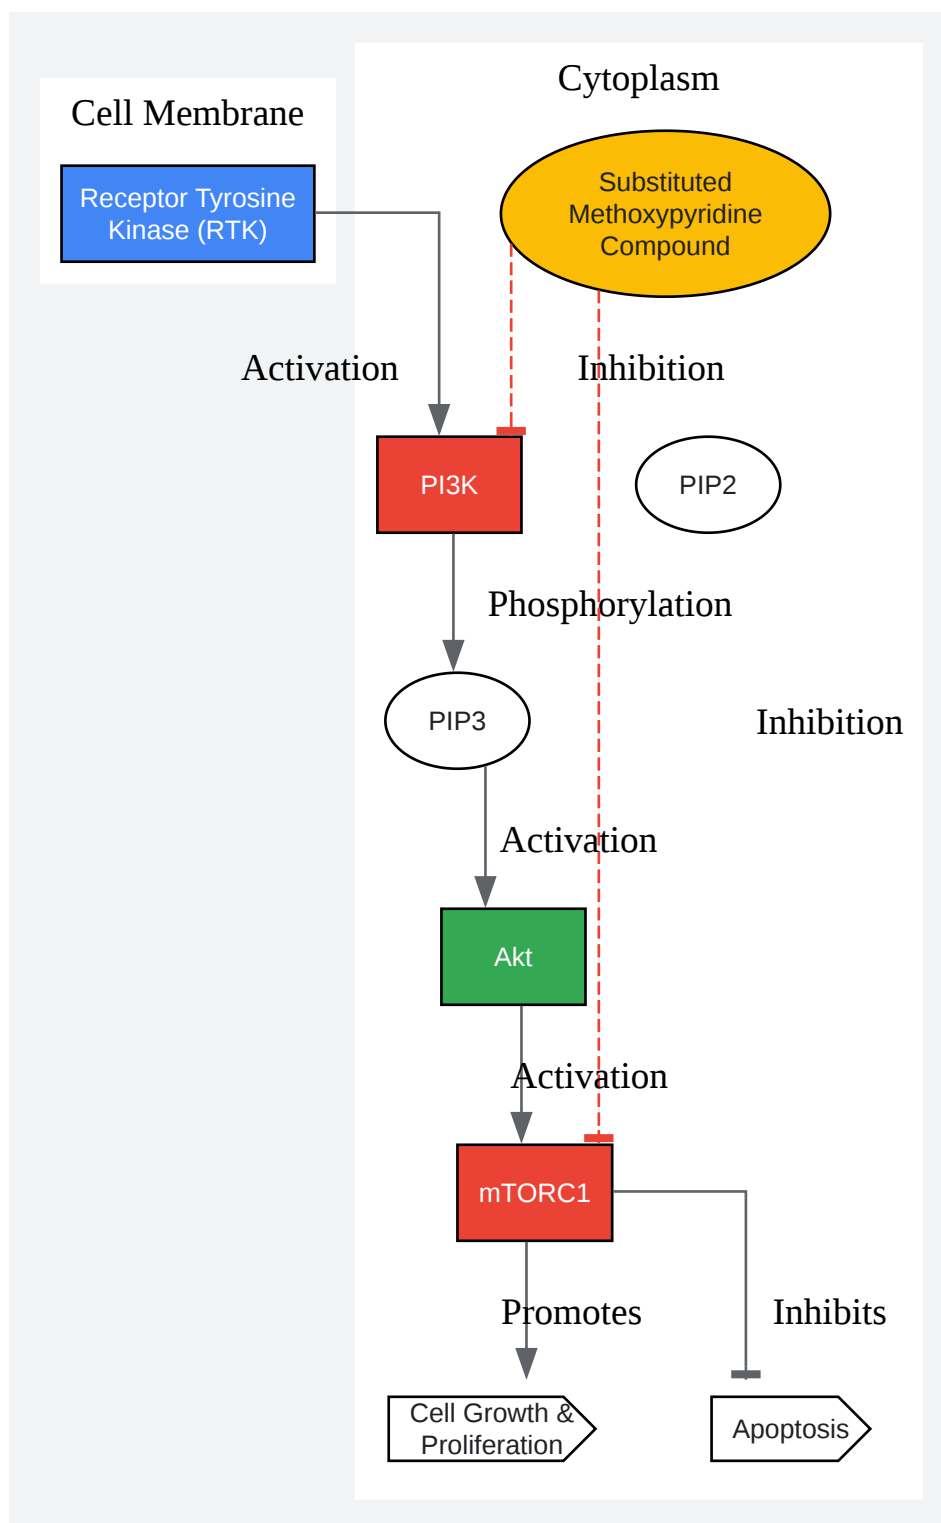 Cytoplasm
Cell Membrane
Receptor Tyrosine
Kinase (RTK)
Substituted
Methoxypyridine
Compound
Activation
Inhibition
PI3K
PIP2
Phosphorylation
PIP3
Inhibition
Activation
Akt
Activation
mTORC1
Promotes
Inhibits
Cell Growth &
Proliferation
Apoptosis